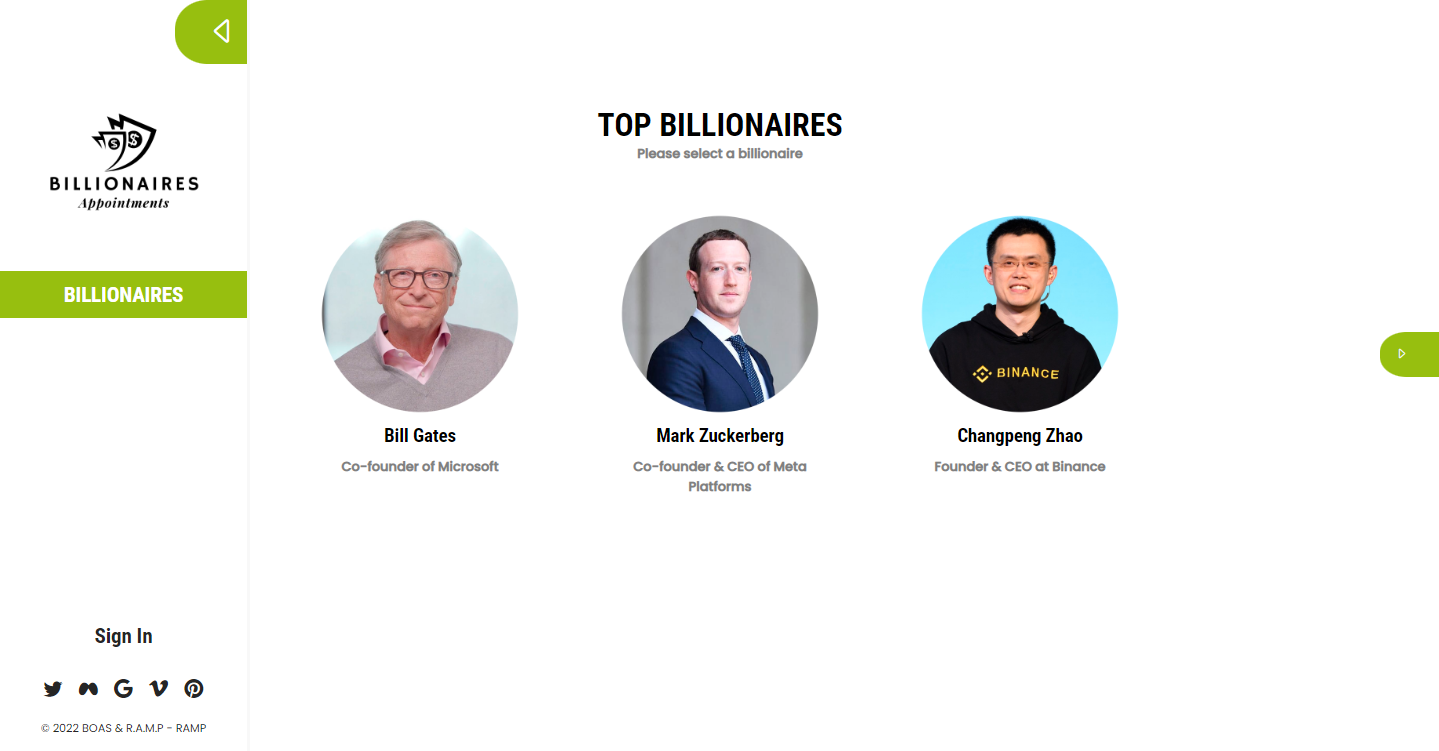 BILLIONAIRES
Appointments
BILLIONAIRES
Sign In
© 2022 BOAS & R.A.M.P - RAMP
TOP BILLIONAIRES
Please select a billionaire
BINANCE
Bill Gates
Co-founder of Microsoft
Mark Zuckerberg
Co-founder & CEO of Meta
Platforms
Changpeng Zhao
Founder & CEO at Binance